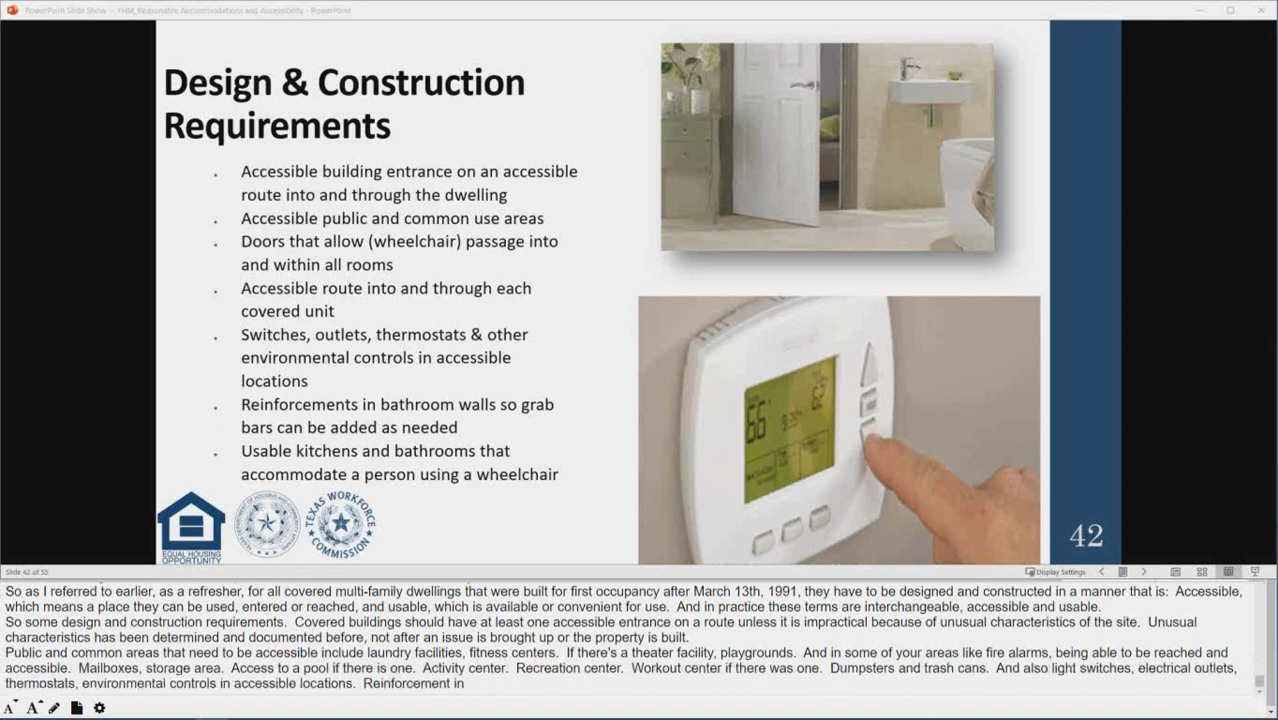 PowerPoint Slide Show - FHM_Reasonable Accommodations and Accessibility - PowerPoint
Design & Construction
Requirements
. Accessible building entrance on an accessible
route into and through the dwelling
. Accessible public and common use areas
. Doors that allow (wheelchair) passage into
and within all rooms
. Accessible route into and through each
covered unit
. Switches, outlets, thermostats & other
environmental controls in accessible
locations
. Reinforcements in bathroom walls so grab
bars can be added as needed
. Usable kitchens and bathrooms that
accommodate a person using a wheelchair
66°
62°
EQUAL HOUSING
OPPORTUNITY
TEXAS WORKFORCE
COMMISSION
42
Slide 42 of 55
Display Settings
So as I referred to earlier, as a refresher, for all covered multi-family dwellings that were built for first occupancy after March 13th, 1991, they have to be designed and constructed in a manner that is: Accessible,
which means a place they can be used, entered or reached, and usable, which is available or convenient for use. And in practice these terms are interchangeable, accessible and usable.
So some design and construction requirements. Covered buildings should have at least one accessible entrance on a route unless it is impractical because of unusual characteristics of the site. Unusual
characteristics has been determined and documented before, not after an issue is brought up or the property is built.
Public and common areas that need to be accessible include laundry facilities, fitness centers. If there's a theater facility, playgrounds. And in some of your areas like fire alarms, being able to be reached and
accessible. Mailboxes, storage area. Access to a pool if there is one. Activity center. Recreation center. Workout center if there was one. Dumpsters and trash cans. And also light switches, electrical outlets,
thermostats, environmental controls in accessible locations. Reinforcement in
A A